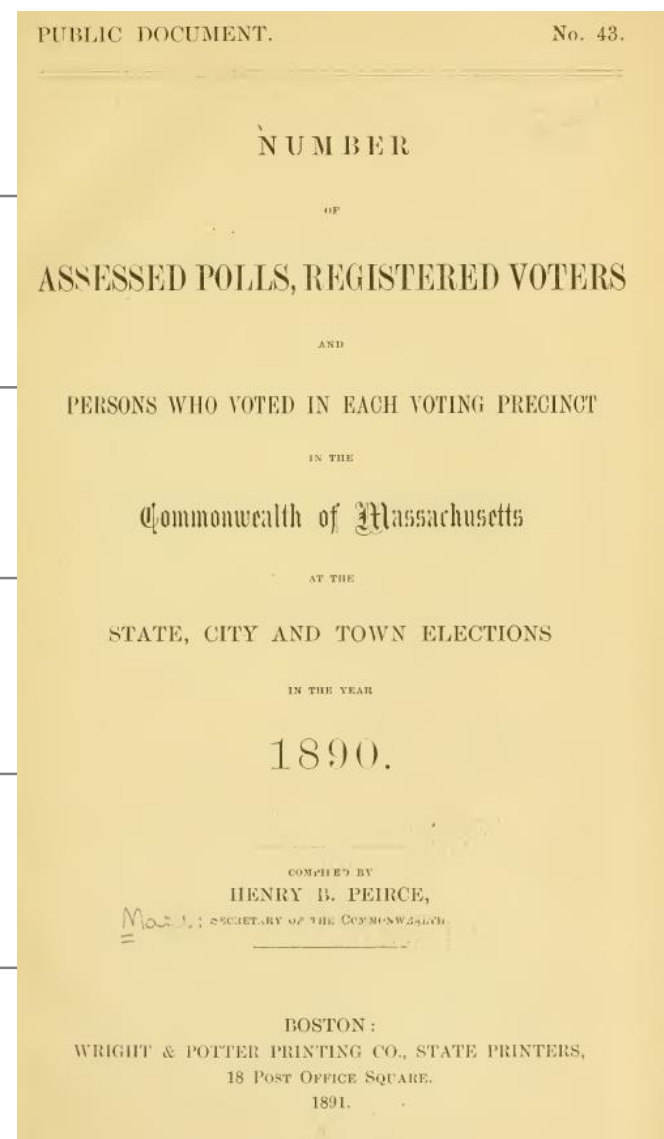 PUBLIC DOCUMENT. No. 43.
NUMBER
OF
ASSESSED POLLS, REGISTERED VOTERS
AND
PERSONS WHO VOTED IN EACH VOTING PRECINCT
IN THE
Commonwealth of Massachusetts
AT THE
STATE, CITY AND TOWN ELECTIONS
IN THE YEAR
1890.
COMPILED BY
HENRY B. PEIRCE,
SECRETARY OF THE COMMONWEALTH.
BOSTON:
WRIGHT & POTTER PRINTING CO., STATE PRINTERS,
18 POST OFFICE SQUARE.
1891.